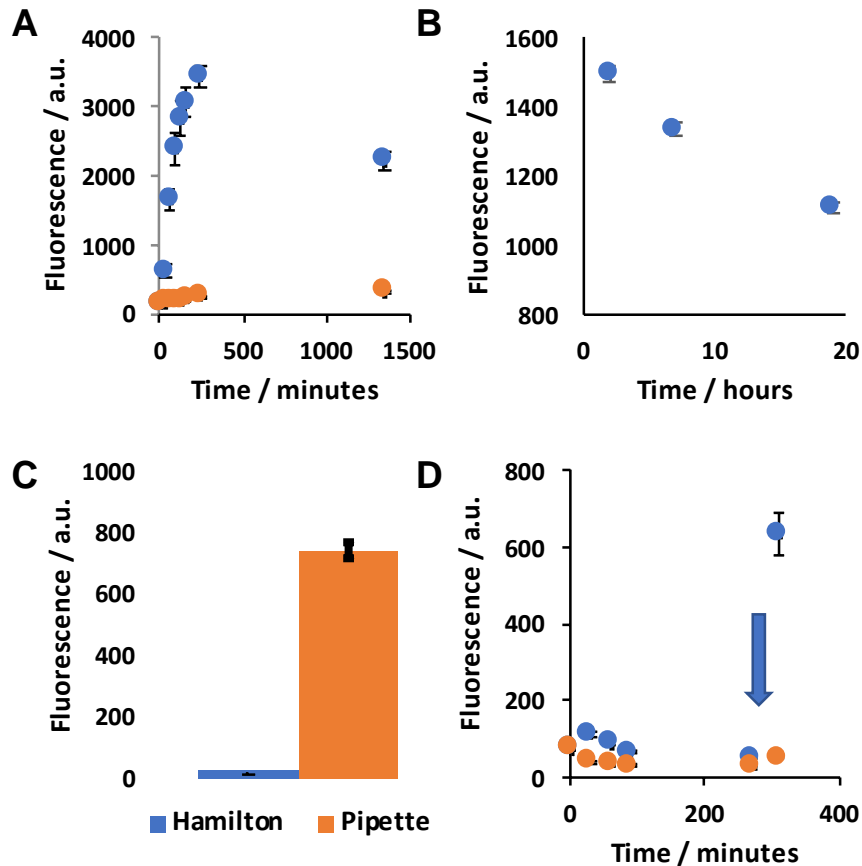 A
Fluorescence / a.u.
4000
3000
2000
1000
0
0 500 1000 1500
Time / minutes
B
Fluorescence / a.u.
1600
1400
1200
1000
800
0 10 20
Time / hours
C
Fluorescence / a.u.
1000
800
600
400
200
0
Hamilton Pipette
D
Fluorescence / a.u.
800
600
400
200
0
0 200 400
Time / minutes